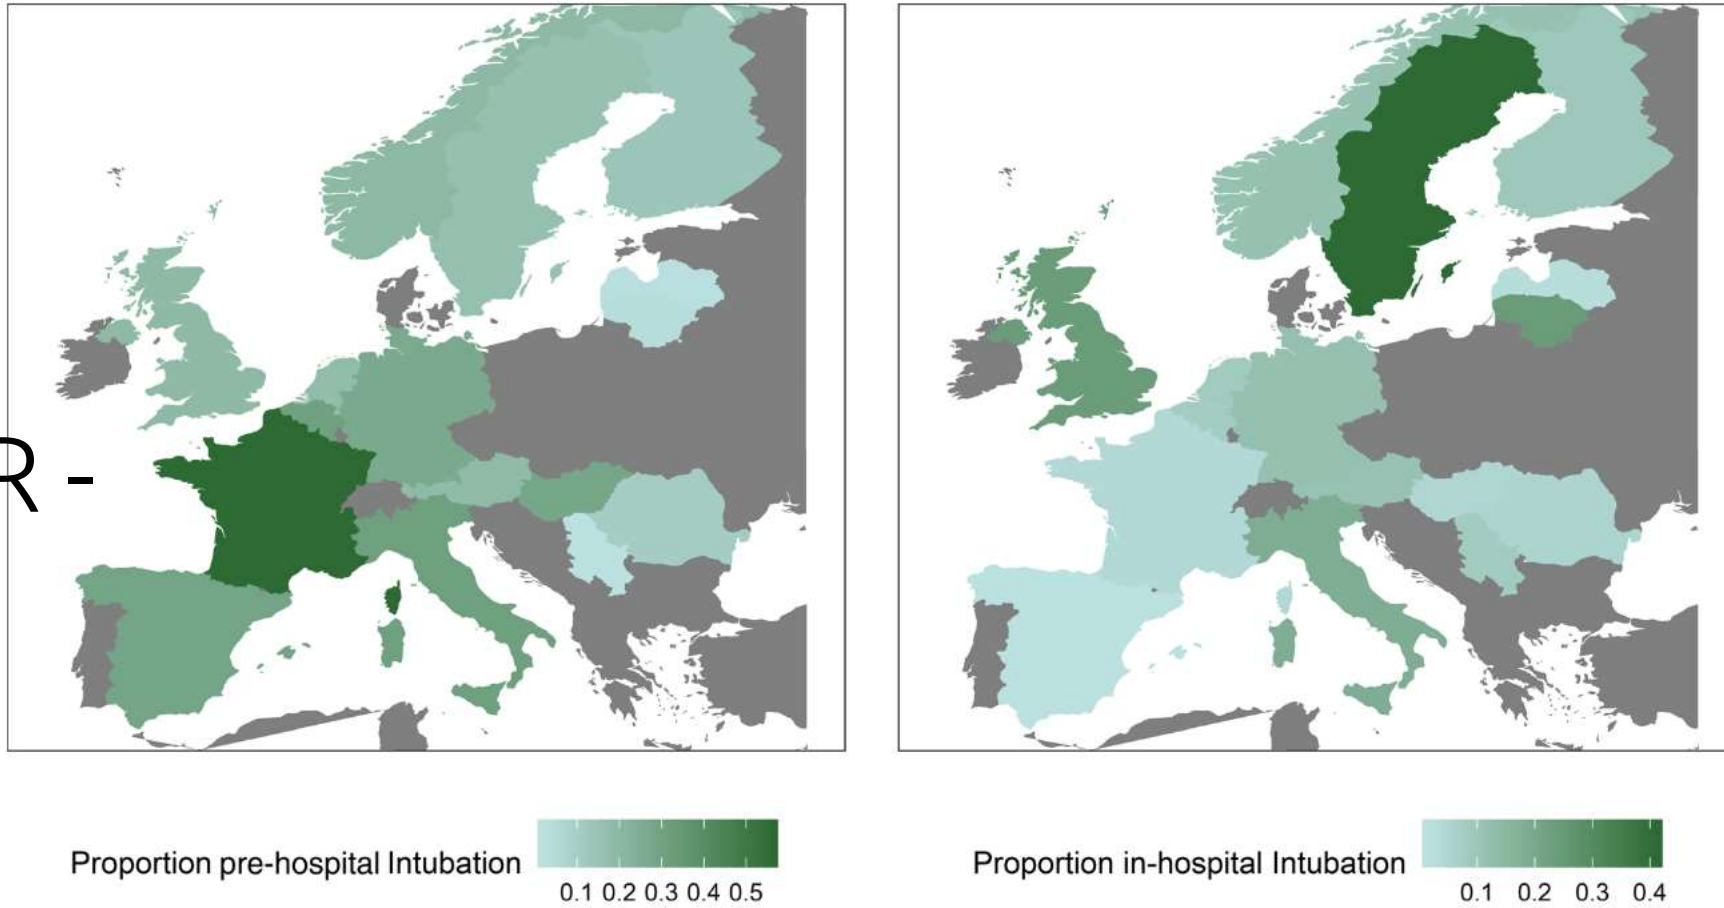 R -
Proportion pre-hospital Intubation
0.1 0.2 0.3 0.4 0.5
Proportion in-hospital Intubation
0.1 0.2 0.3 0.4